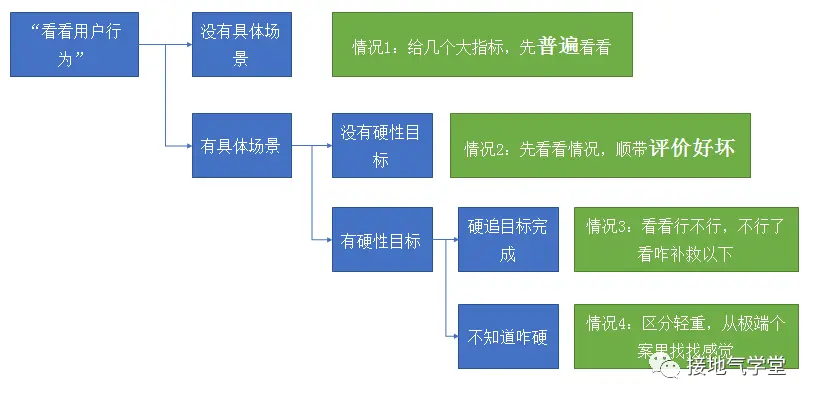 “看看用户行
为”
没有具体场
景
情况1：给几个大指标，先普遍看看
有具体场景
没有硬性目
标
情况2：先看看情况，顺带评价好坏
有硬性目标
硬追目标完
成
情况3：看看行不行，不行了
看咋补救以下
不知道咋硬
情况4：区分轻重，从极端个
案里找找感觉
接地气学堂